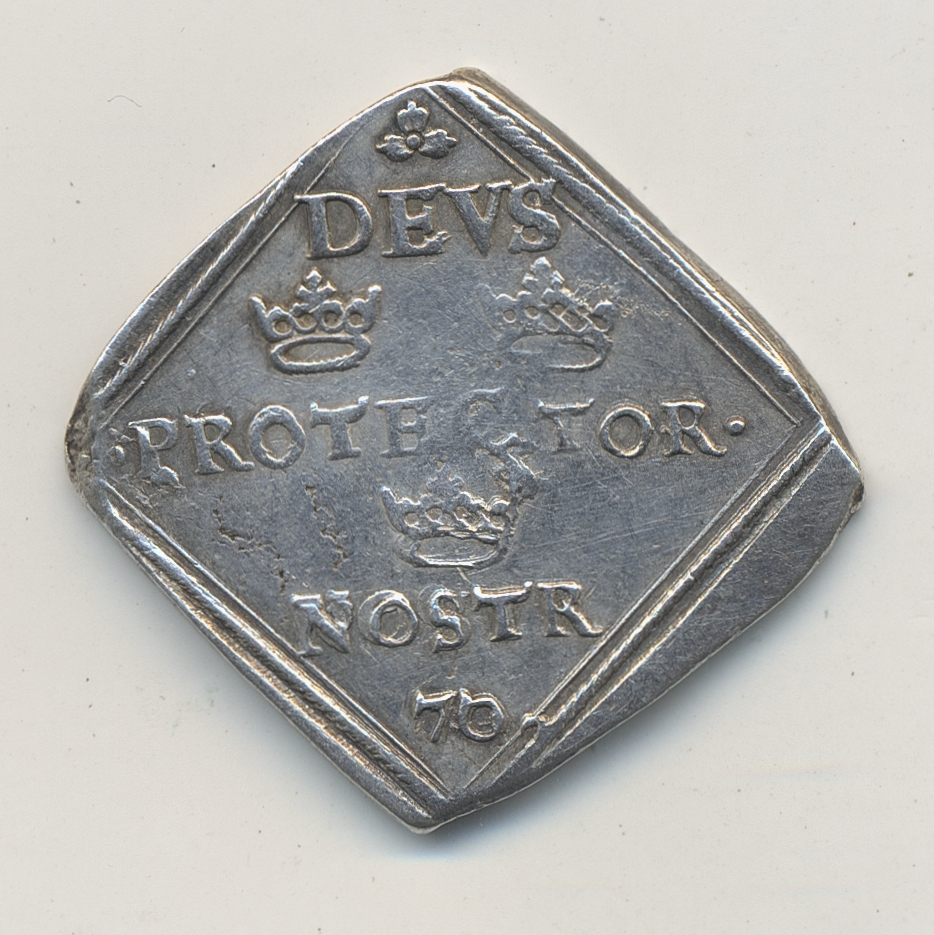 DEVS
·PROTECTOR·
NOSTR
70